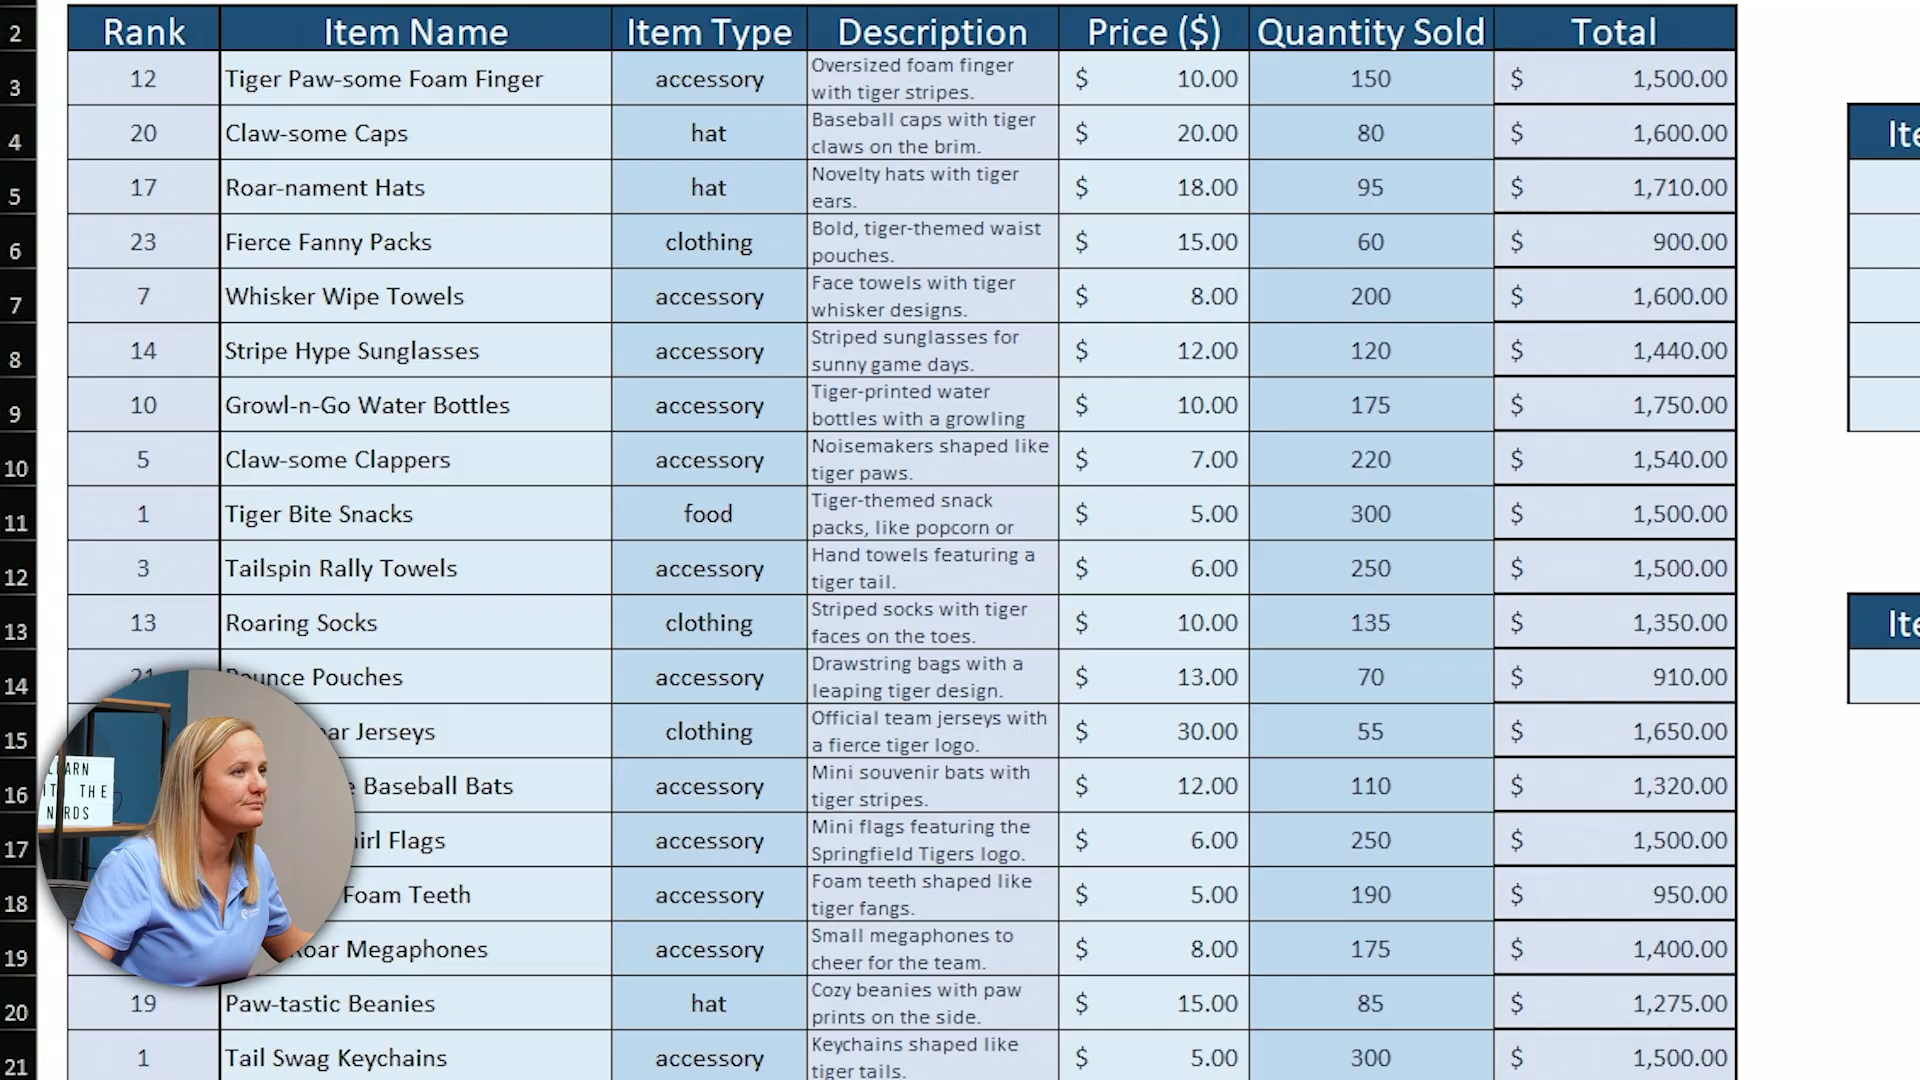 2 Rank Item Name Item Type Description Price ($) Quantity Sold Total
3 12 Tiger Paw-some Foam Finger accessory Oversized foam finger with tiger stripes. $ 10.00 150 $ 1,500.00
4 20 Claw-some Caps hat Baseball caps with tiger claws on the brim. $ 20.00 80 $ 1,600.00
5 17 Roar-nament Hats hat Novelty hats with tiger ears. $ 18.00 95 $ 1,710.00
6 23 Fierce Fanny Packs clothing Bold, tiger-themed waist pouches. $ 15.00 60 $ 900.00
7 7 Whisker Wipe Towels accessory Face towels with tiger whisker designs. $ 8.00 200 $ 1,600.00
8 14 Stripe Hype Sunglasses accessory Striped sunglasses for sunny game days. $ 12.00 120 $ 1,440.00
9 10 Growl-n-Go Water Bottles accessory Tiger-printed water bottles with a growling $ 10.00 175 $ 1,750.00
10 5 Claw-some Clappers accessory Noisemakers shaped like tiger paws. $ 7.00 220 $ 1,540.00
11 1 Tiger Bite Snacks food Tiger-themed snack packs, like popcorn or $ 5.00 300 $ 1,500.00
12 3 Tailspin Rally Towels accessory Hand towels featuring a tiger tail. $ 6.00 250 $ 1,500.00
13 13 Roaring Socks clothing Striped socks with tiger faces on the toes. $ 10.00 135 $ 1,350.00
14 21 Pounce Pouches accessory Drawstring bags with a leaping tiger design. $ 13.00 70 $ 910.00
15 Jerseys clothing Official team jerseys with a fierce tiger logo. $ 30.00 55 $ 1,650.00
16 Baseball Bats accessory Mini souvenir bats with tiger stripes. $ 12.00 110 $ 1,320.00
17 Flags accessory Mini flags featuring the Springfield Tigers logo. $ 6.00 250 $ 1,500.00
18 Foam Teeth accessory Foam teeth shaped like tiger fangs. $ 5.00 190 $ 950.00
19 Roar Megaphones accessory Small megaphones to cheer for the team. $ 8.00 175 $ 1,400.00
20 19 Paw-tastic Beanies hat Cozy beanies with paw prints on the side. $ 15.00 85 $ 1,275.00
21 1 Tail Swag Keychains accessory Keychains shaped like tiger tails. $ 5.00 300 $ 1,500.00
LEARN
THE
NERDS